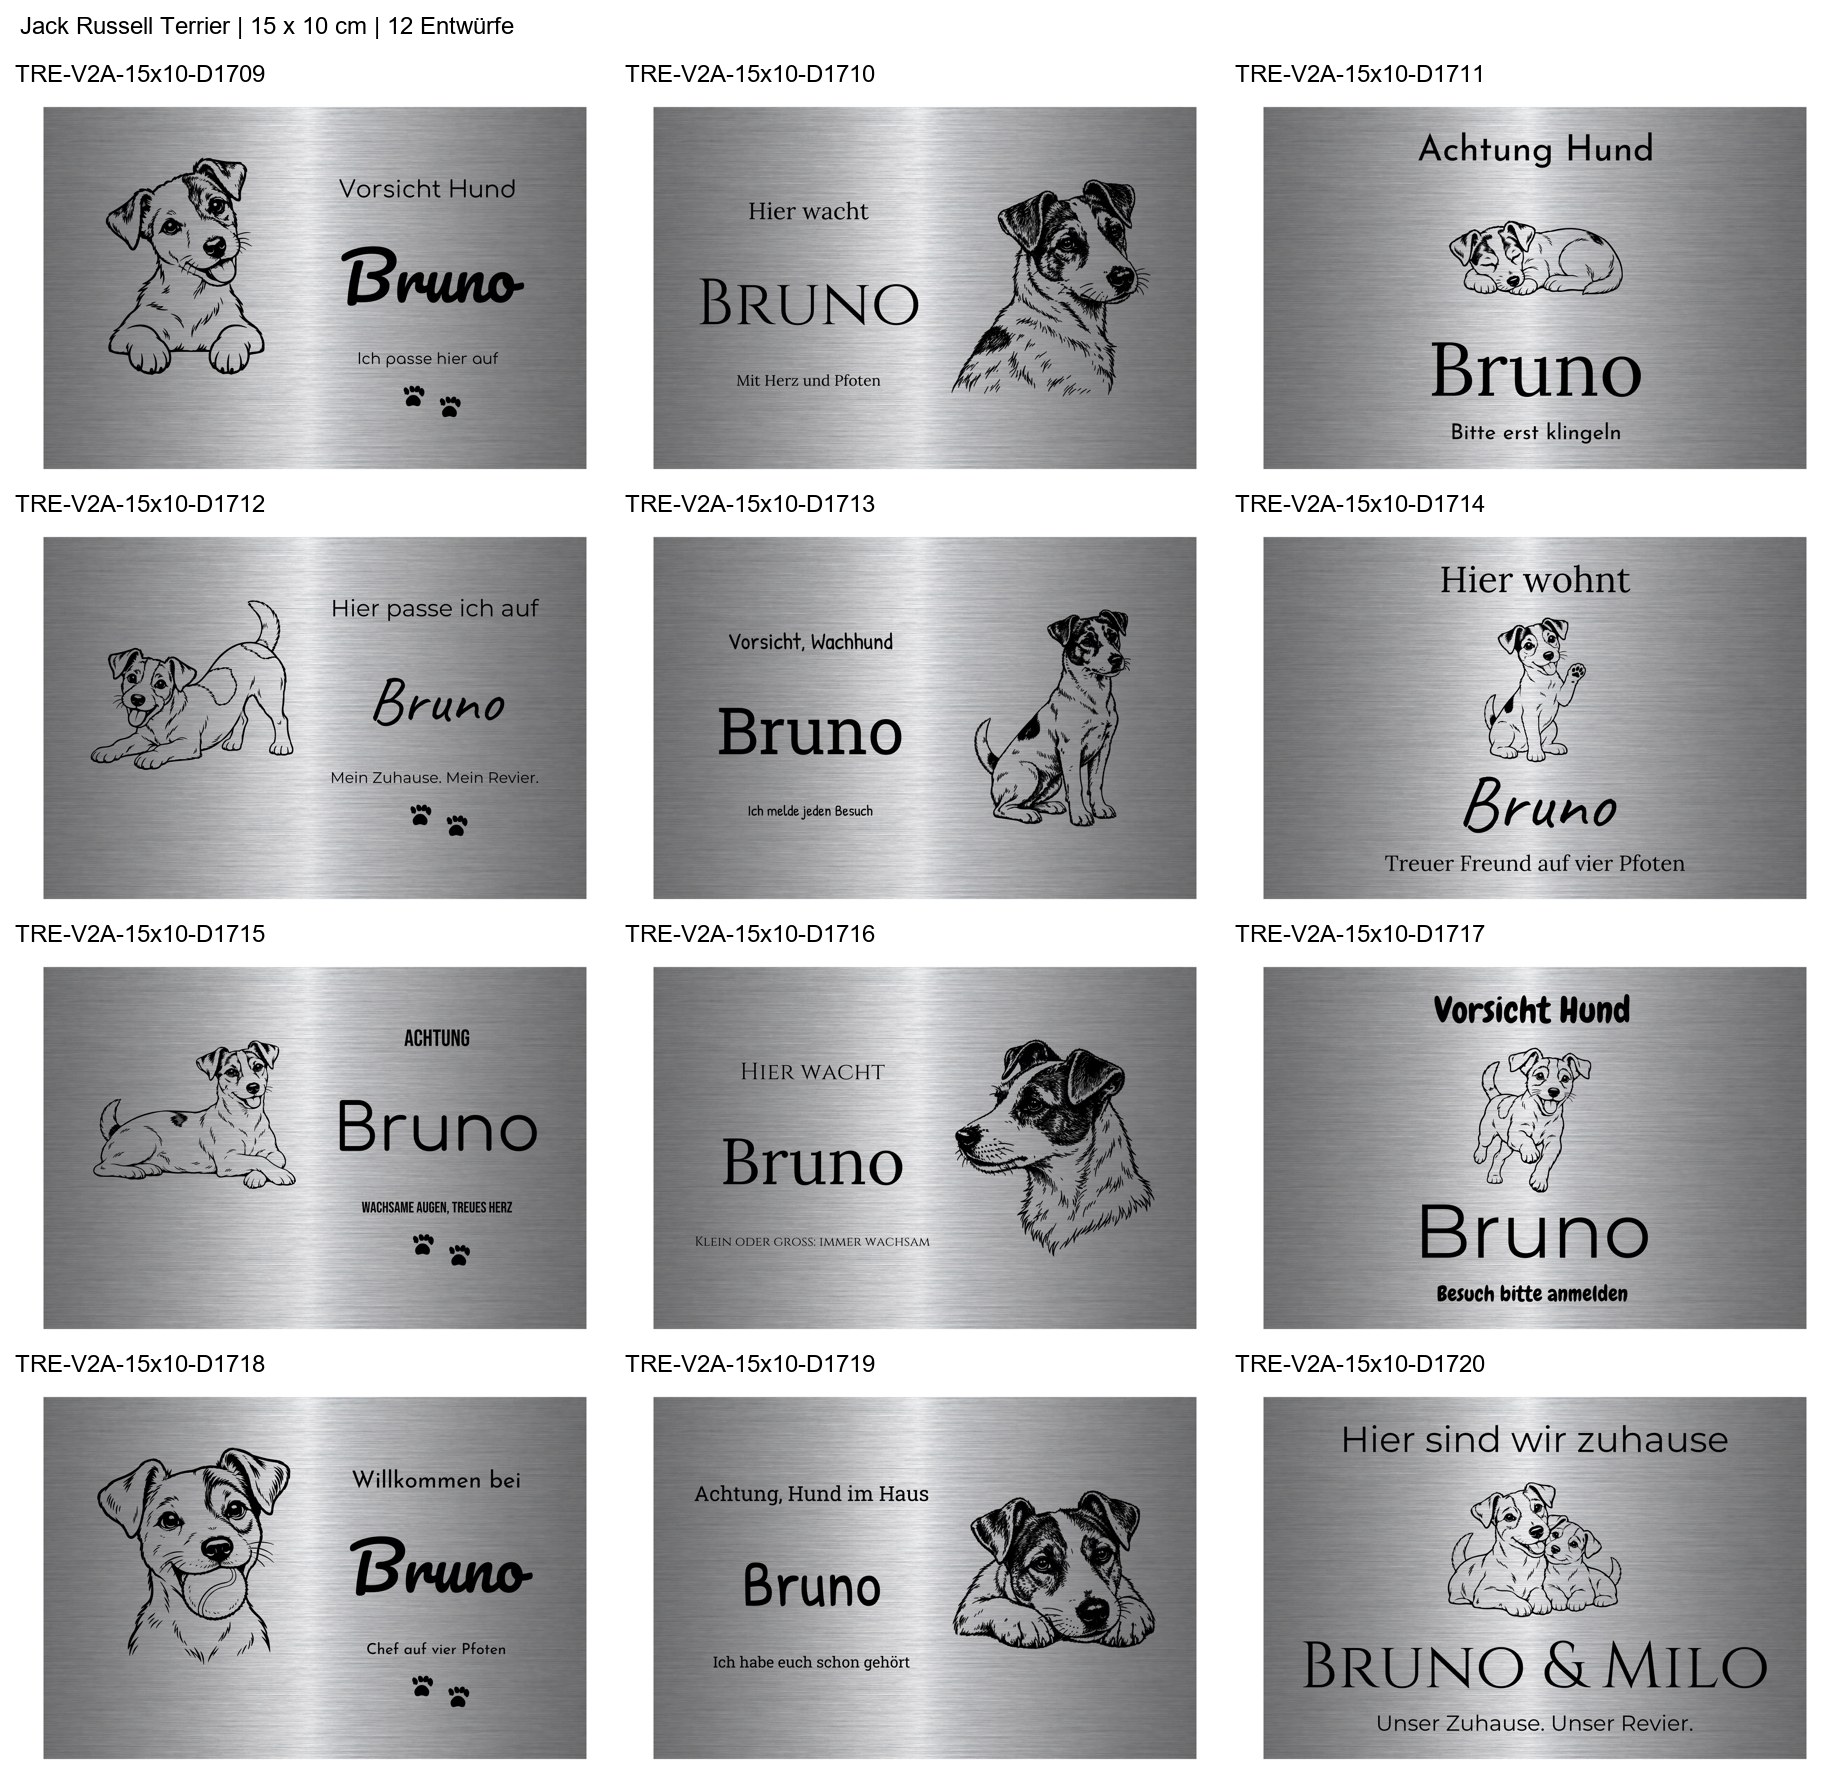 Jack Russell Terrier | 15 x 10 cm | 12 Entwürfe
TRE-V2A-15x10-D1709
Vorsicht Hund
Bruno
Ich passe hier auf
TRE-V2A-15x10-D1710
Hier wacht
Bruno
Mit Herz und Pfoten
TRE-V2A-15x10-D1711
Achtung Hund
Bruno
Bitte erst klingeln
TRE-V2A-15x10-D1712
Hier passe ich auf
Bruno
Mein Zuhause. Mein Revier.
TRE-V2A-15x10-D1713
Vorsicht, Wachhund
Bruno
Ich melde jeden Besuch
TRE-V2A-15x10-D1714
Hier wohnt
Bruno
Treuer Freund auf vier Pfoten
TRE-V2A-15x10-D1715
ACHTUNG
Bruno
WACHSAME AUGEN, TREUES HERZ
TRE-V2A-15x10-D1716
Hier wacht
Bruno
Klein oder gross: immer wachsam
TRE-V2A-15x10-D1717
Vorsicht Hund
Bruno
Besuch bitte anmelden
TRE-V2A-15x10-D1718
Willkommen bei
Bruno
Chef auf vier Pfoten
TRE-V2A-15x10-D1719
Achtung, Hund im Haus
Bruno
Ich habe euch schon gehört
TRE-V2A-15x10-D1720
Hier sind wir zuhause
Bruno & Milo
Unser Zuhause. Unser Revier.